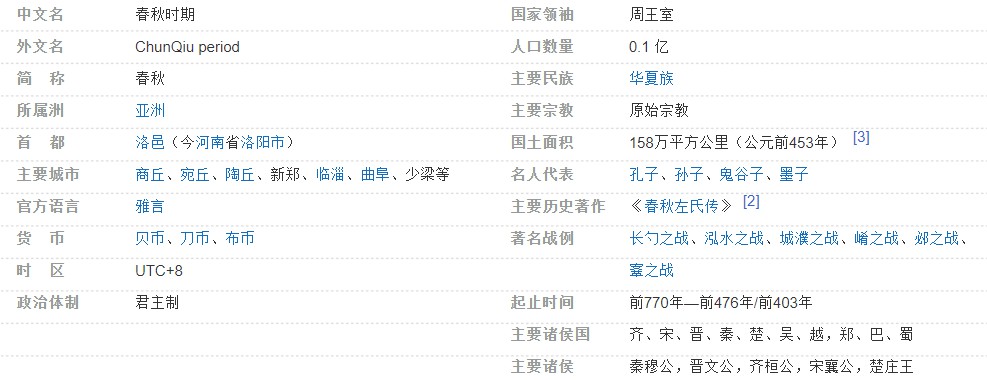 中文名 春秋时期 国家领袖 周王室
外文名 ChunQiu period 人口数量 0.1 亿
简 称 春秋 主要民族 华夏族
所属洲 亚洲 主要宗教 原始宗教
首 都 洛邑（今河南省洛阳市） 国土面积 158万平方公里（公元前453年） [3]
主要城市 商丘、宛丘、陶丘、新郑、临淄、曲阜、少梁等 名人代表 孔子、孙子、鬼谷子、墨子
官方语言 雅言 主要历史著作 《春秋左氏传》 [2]
货 币 贝币、刀币、布币 著名战例 长勺之战、泓水之战、城濮之战、崤之战、邲之战、
时 区 UTC+8 鞌之战
政治体制 君主制 起止时间 前770年—前476年/前403年
主要诸侯国 齐、宋、晋、秦、楚、吴、越，郑、巴、蜀
主要诸侯 秦穆公，晋文公，齐桓公，宋襄公，楚庄王